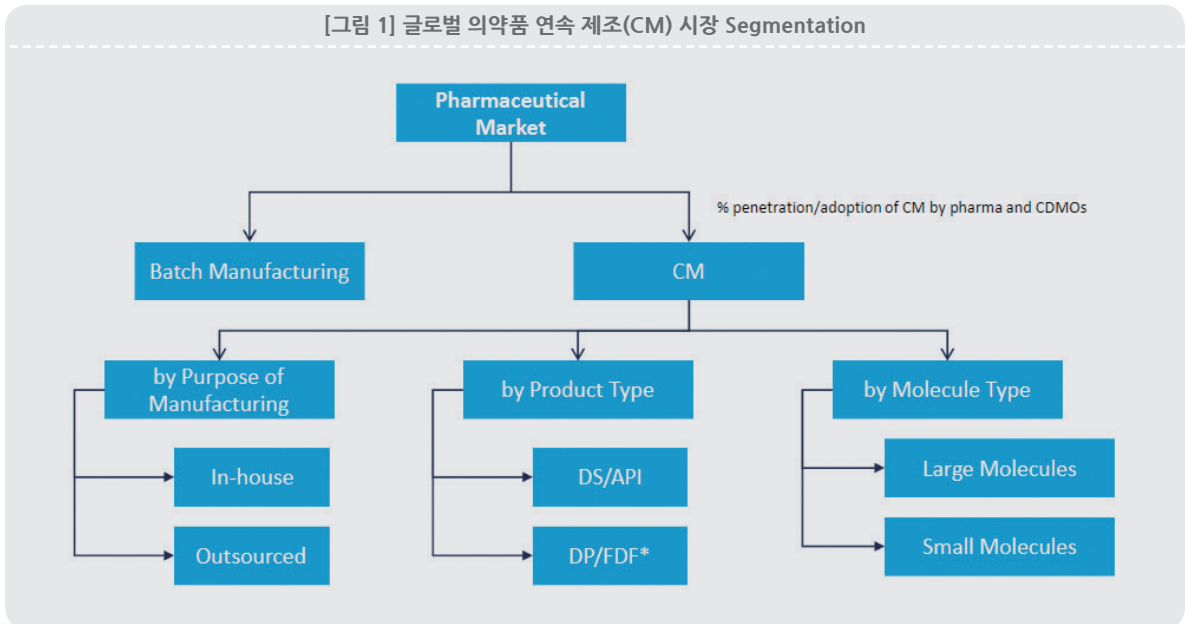 [그림 1] 글로벌 의약품 연속 제조(CM) 시장 Segmentation
Pharmaceutical
Market
% penetration/adoption of CM by pharma and CDMOs
Batch Manufacturing
CM
by Purpose of
Manufacturing
In-house
Outsourced
by Product Type
DS/API
DP/FDF*
by Molecule Type
Large Molecules
Small Molecules